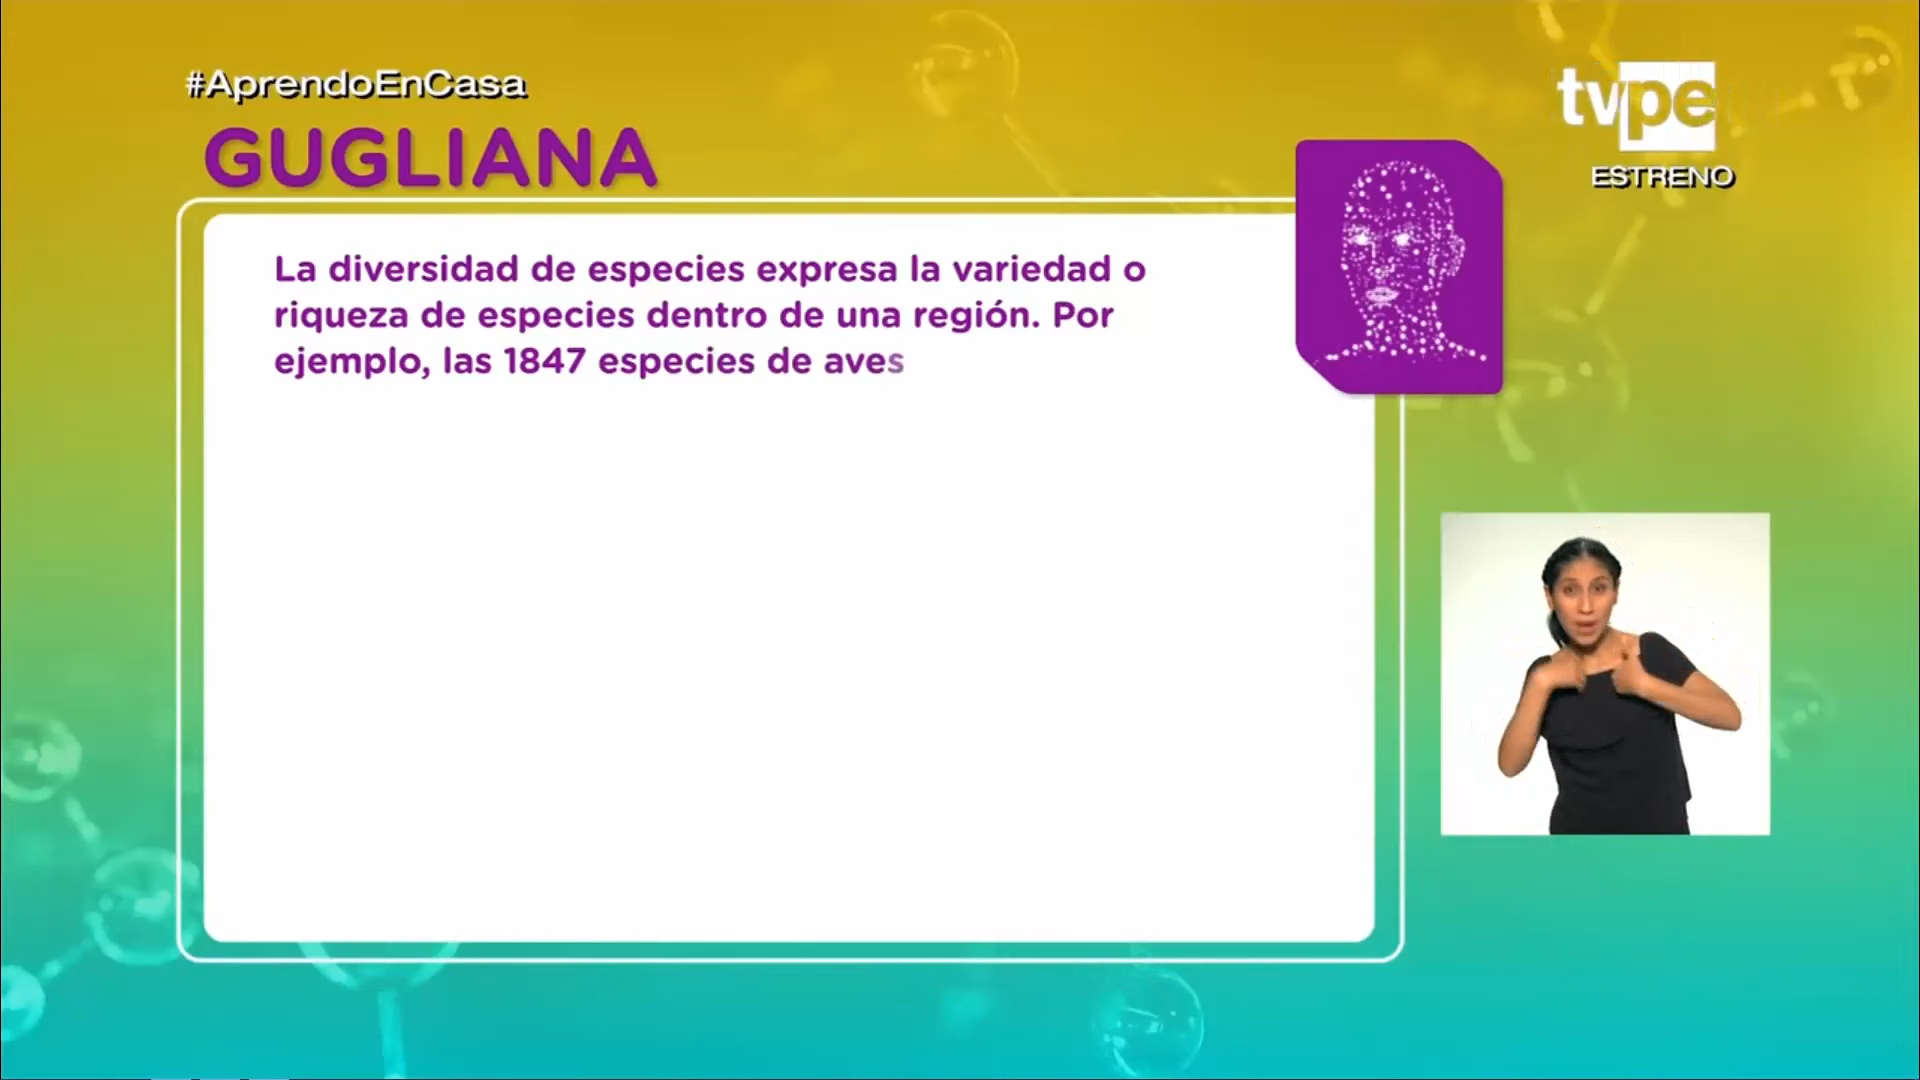 #AprendoEnCasa
GUGLIANA
tvpe
ESTRENO
La diversidad de especies expresa la variedad o
riqueza de especies dentro de una región. Por
ejemplo, las 1847 especies de aves